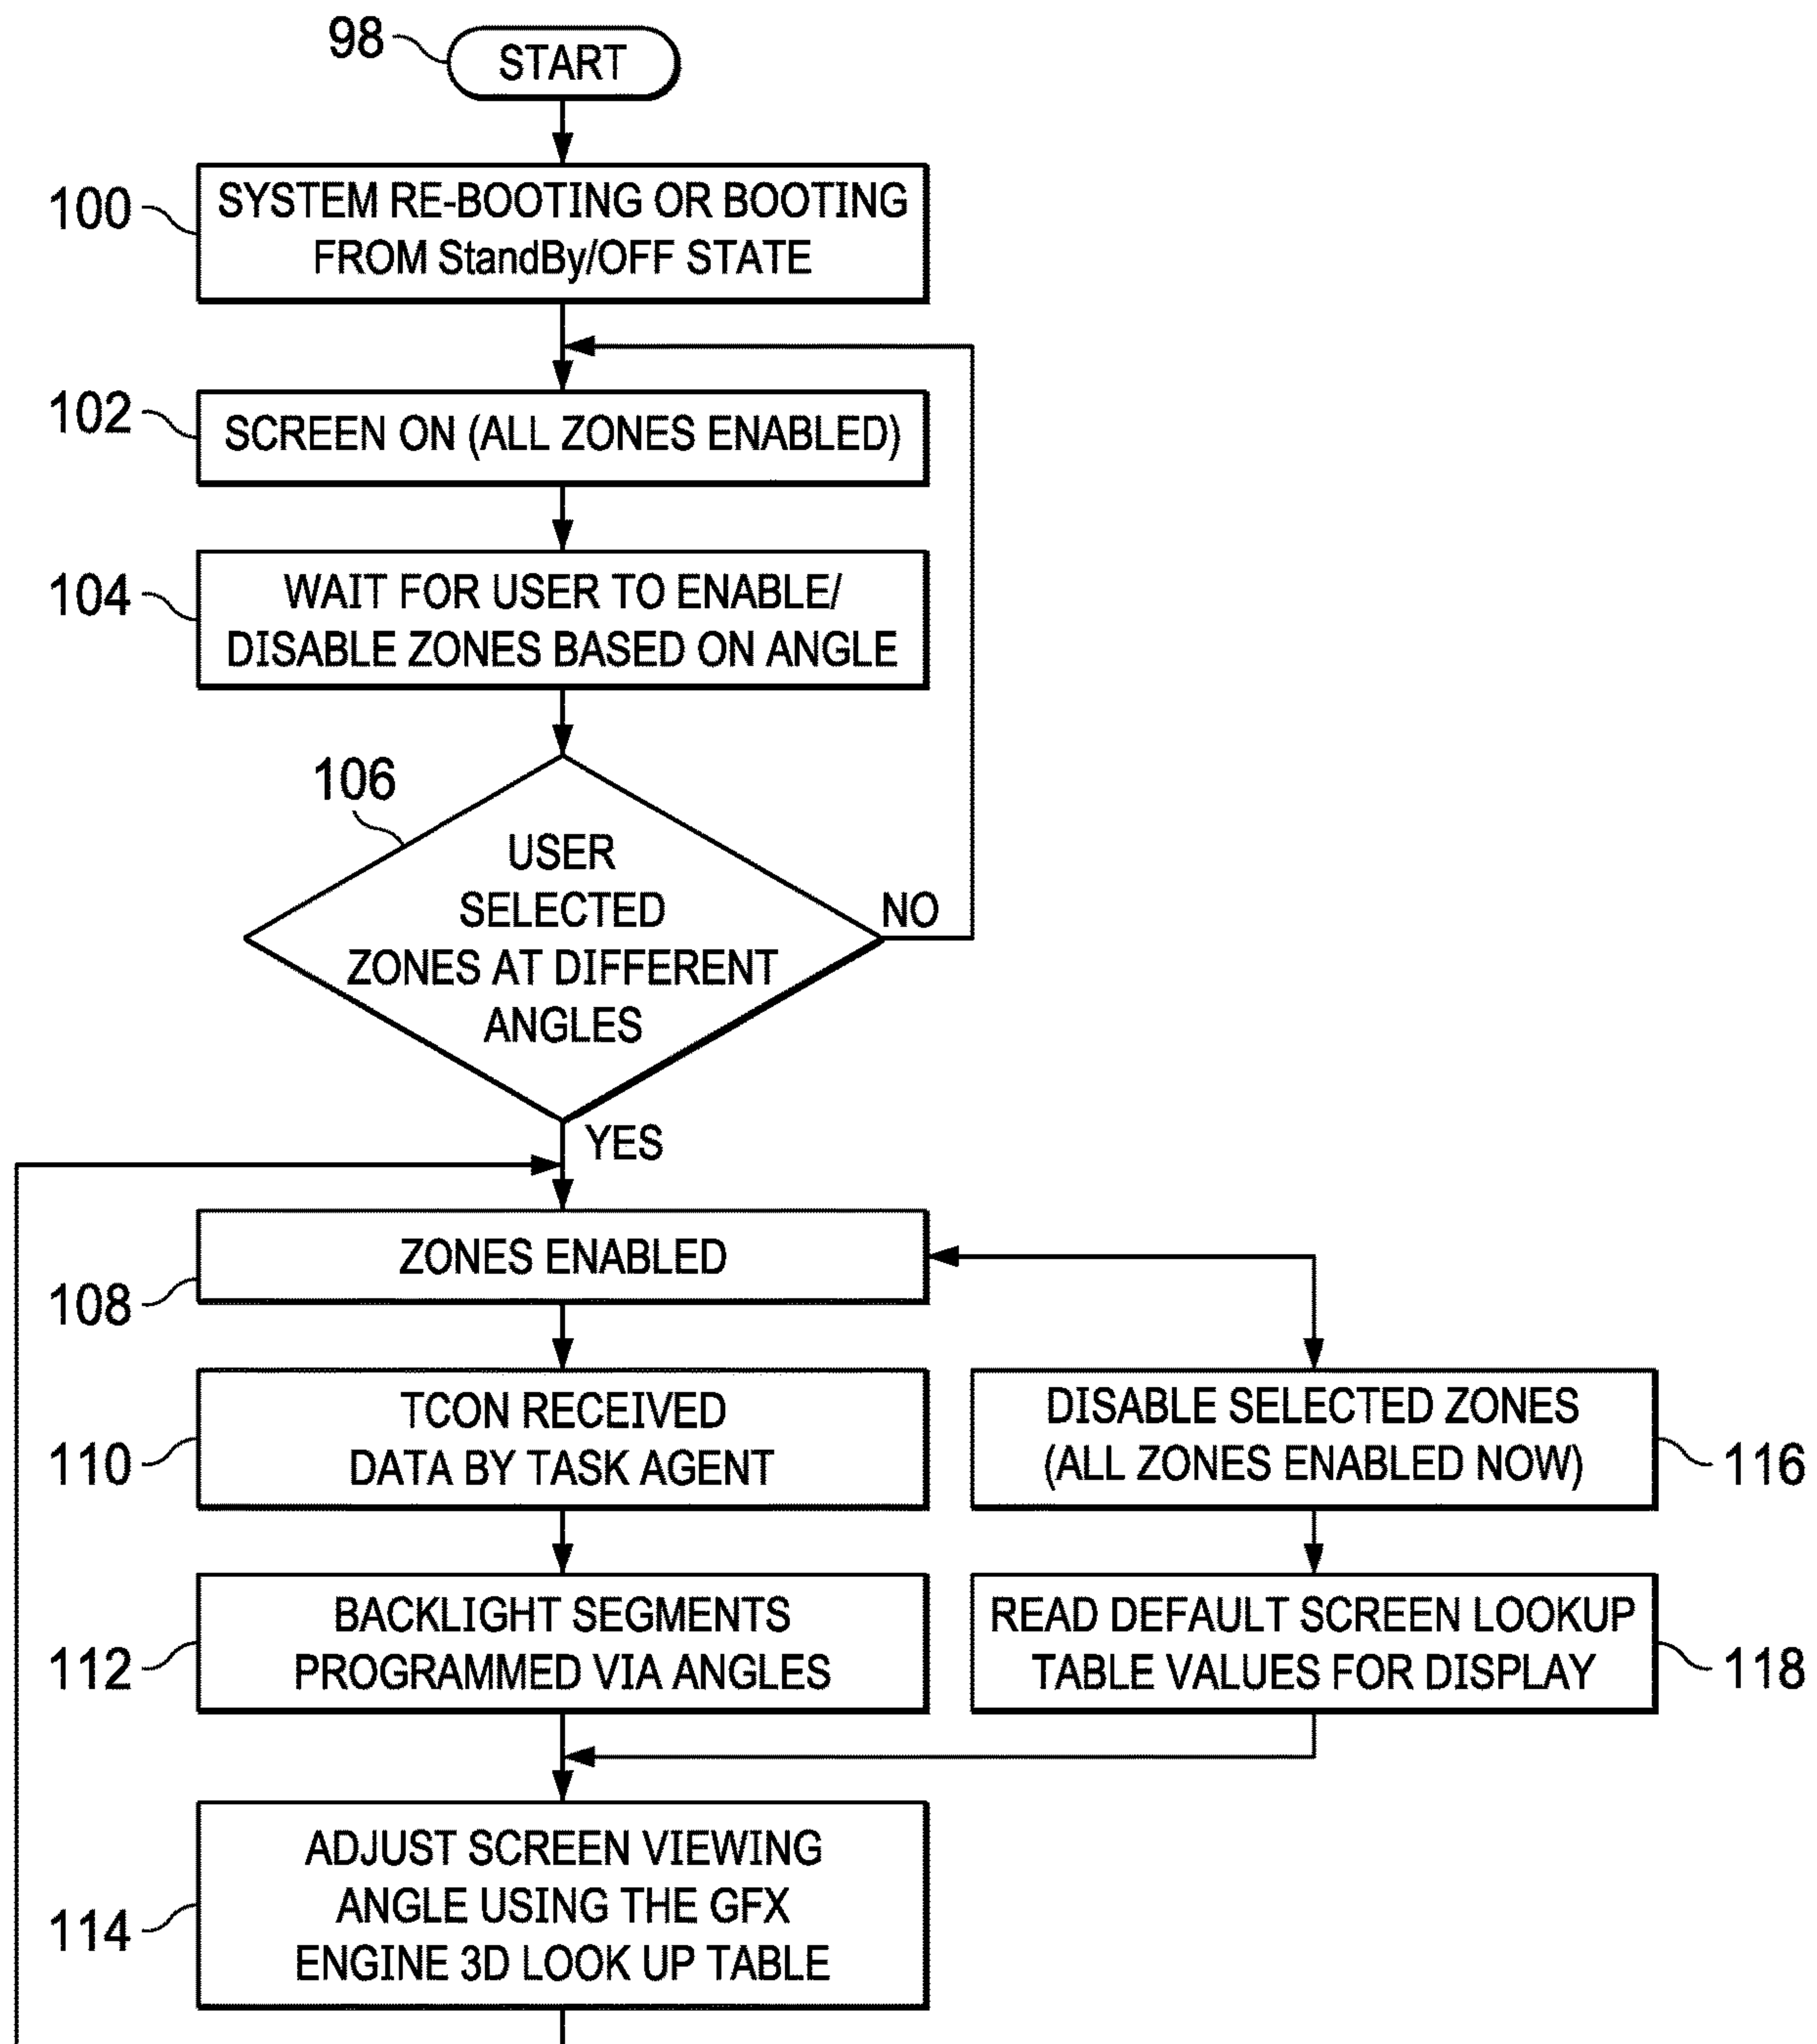 98
START
100
SYSTEM RE-BOOTING OR BOOTING
FROM StandBy/OFF STATE
102
SCREEN ON (ALL ZONES ENABLED)
104
WAIT FOR USER TO ENABLE/
DISABLE ZONES BASED ON ANGLE
106
USER
SELECTED
ZONES AT DIFFERENT
ANGLES
NO
YES
108
ZONES ENABLED
110
TCON RECEIVED
DATA BY TASK AGENT
DISABLE SELECTED ZONES
(ALL ZONES ENABLED NOW)
116
112
BACKLIGHT SEGMENTS
PROGRAMMED VIA ANGLES
READ DEFAULT SCREEN LOOKUP
TABLE VALUES FOR DISPLAY
118
114
ADJUST SCREEN VIEWING
ANGLE USING THE GFX
ENGINE 3D LOOK UP TABLE